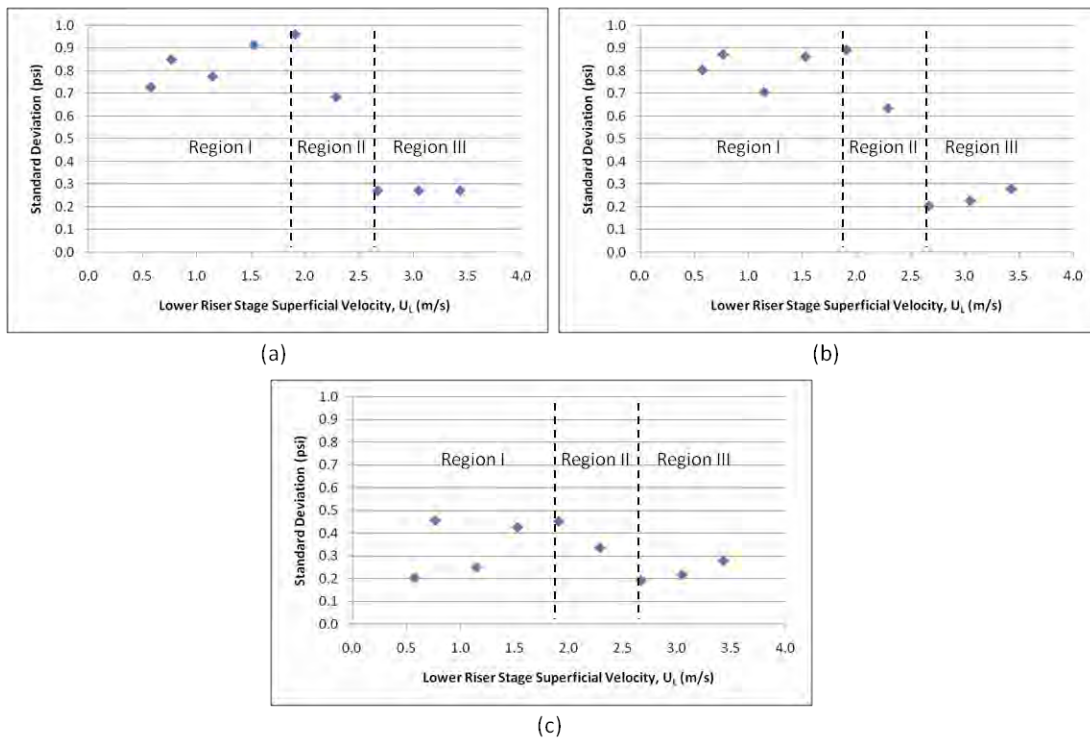 1.0
0.9
0.8
0.7
0.6
0.5
0.4
0.3
0.2
0.1
0.0
Standard Deviation (psi)
Region I
Region II
Region III
0.0 0.5 1.0 1.5 2.0 2.5 3.0 3.5 4.0
Lower Riser Stage Superficial Velocity, UL (m/s)
(a)
1.0
0.9
0.8
0.7
0.6
0.5
0.4
0.3
0.2
0.1
0.0
Standard Deviation (psi)
Region I
Region II
Region III
0.0 0.5 1.0 1.5 2.0 2.5 3.0 3.5 4.0
Lower Riser Stage Superficial Velocity, UL (m/s)
(b)
1.0
0.9
0.8
0.7
0.6
0.5
0.4
0.3
0.2
0.1
0.0
Standard Deviation (psi)
Region I
Region II
Region III
0.0 0.5 1.0 1.5 2.0 2.5 3.0 3.5 4.0
Lower Riser Stage Superficial Velocity, UL (m/s)
(c)